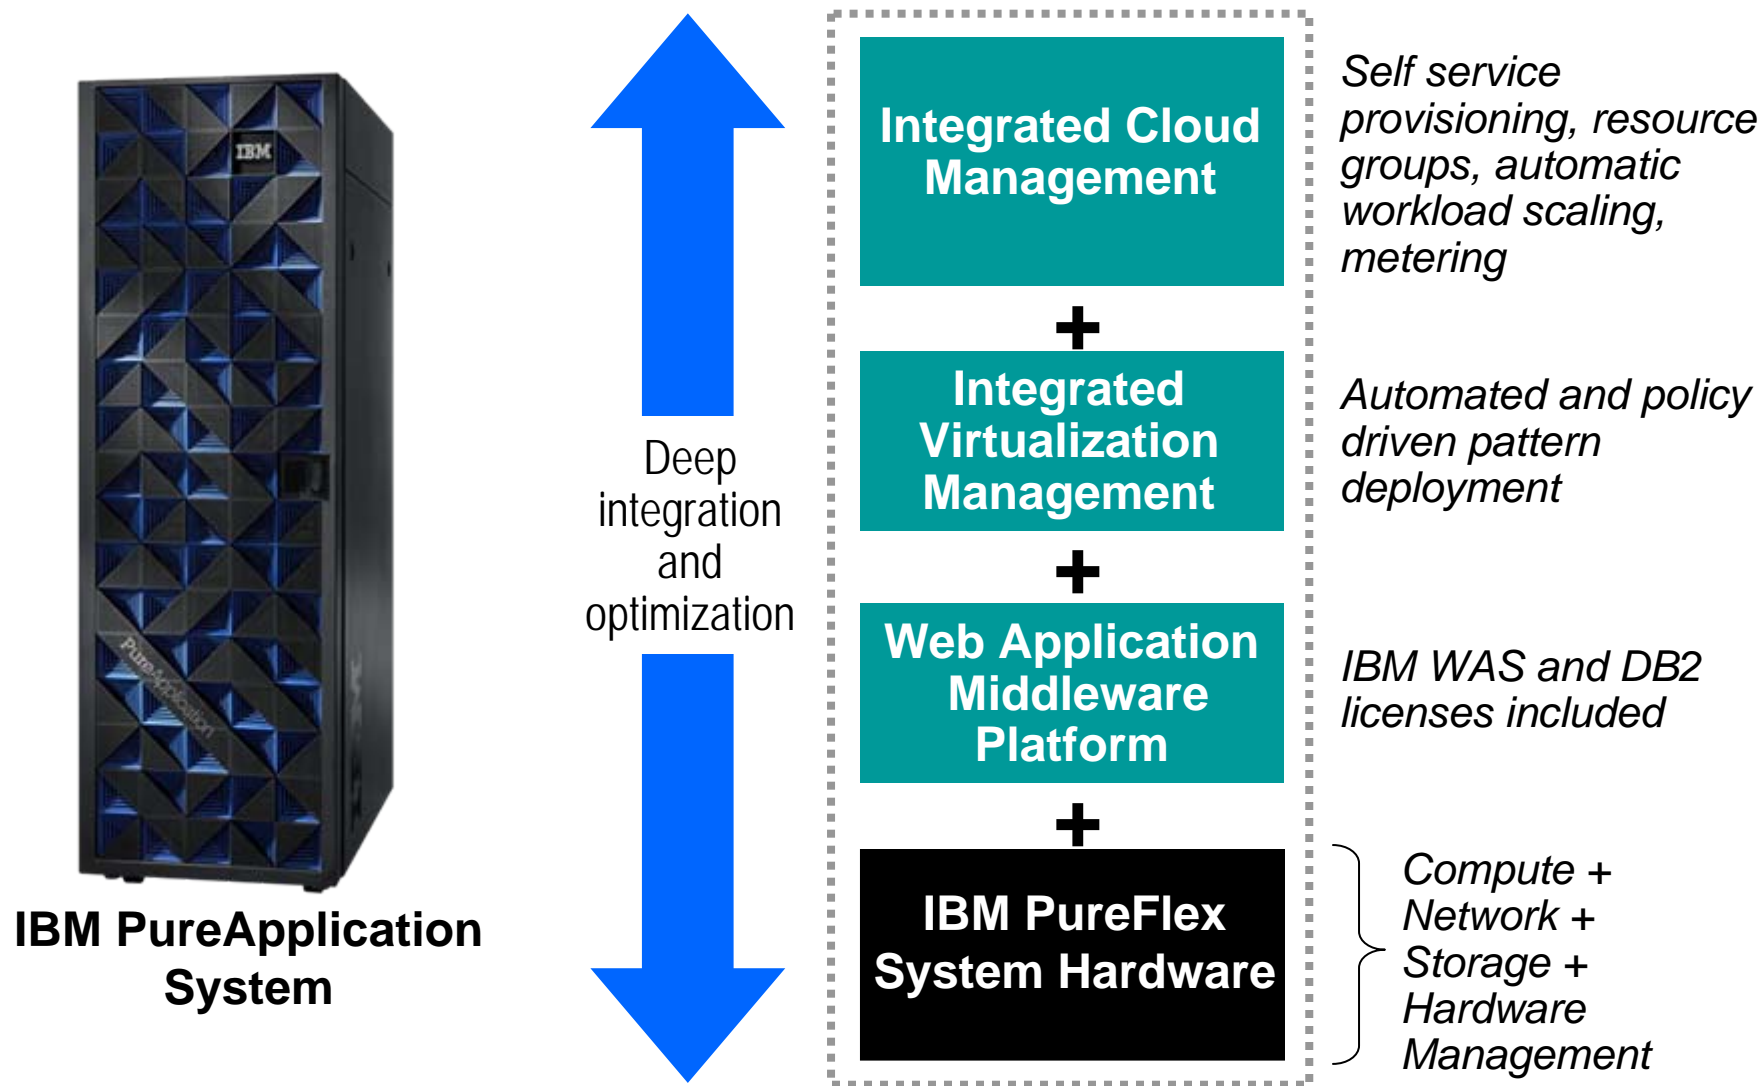 IBM
PureApplication
IBM PureApplication
System
Deep
integration
and
optimization
Integrated Cloud
Management
+
Integrated
Virtualization
Management
+
Web Application
Middleware
Platform
+
IBM PureFlex
System Hardware
Self service
provisioning, resource
groups, automatic
workload scaling,
metering
Automated and policy
driven pattern
deployment
IBM WAS and DB2
licenses included
Compute +
Network +
Storage +
Hardware
Management